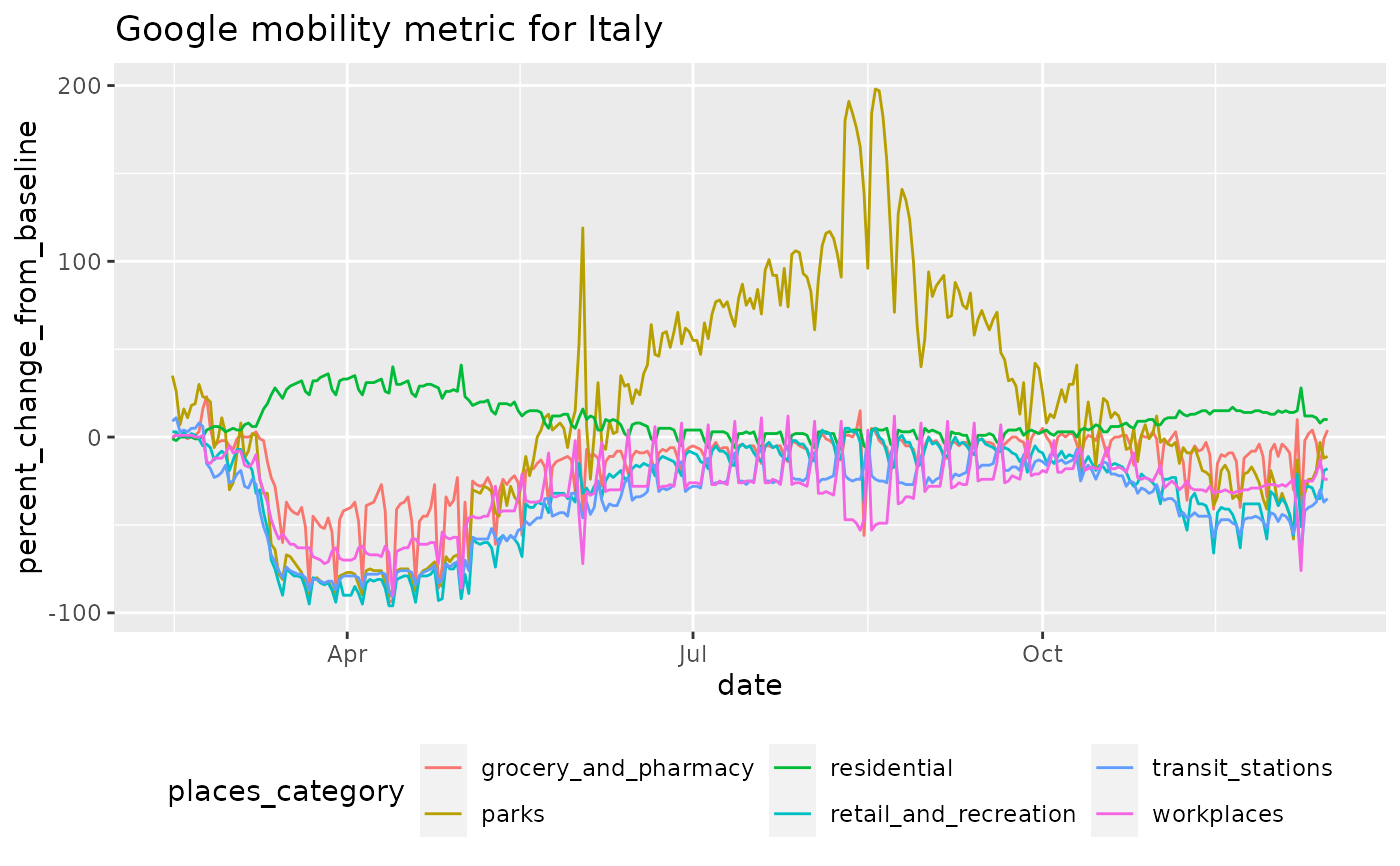 Google mobility metric for Italy
percent_change_from_baseline
200
100
0
-100
Apr Jul Oct
date
places_category
grocery_and_pharmacy residential transit_stations
parks retail_and_recreation workplaces